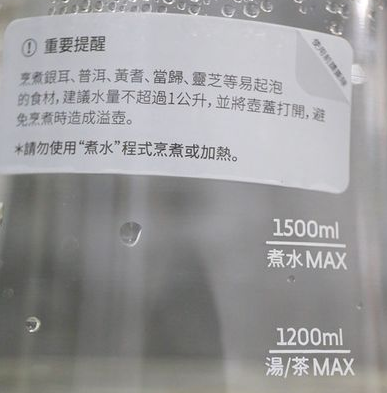 ! 重要提醒
烹煮銀耳、普洱、黃耆、當歸、靈芝等易起泡
的食材，建議水量不超過1公升，並將壺蓋打開，避
免烹煮時造成溢壺。
*請勿使用“煮水”程式烹煮或加熱。
1500ml
煮水MAX
1200ml
湯/茶MAX